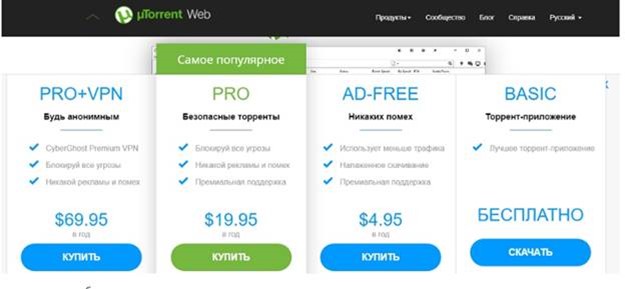 µTorrent Web
Продукты
Сообщество
Блог
Справка
Русский
Самое популярное
PRO+VPN
Будь анонимным
CyberGhost Premium VPN
Блокируй все угрозы
Никакой рекламы и помех
$69.95
в год
КУПИТЬ
PRO
Безопасные торренты
Блокируй все угрозы
Никакой рекламы и помех
Премиальная поддержка
$19.95
в год
КУПИТЬ
AD-FREE
Никаких помех
Использует меньше трафика
Налаженное скачивание
Премиальная поддержка
$4.95
в год
КУПИТЬ
BASIC
Торрент-приложение
Лучшее торрент-приложение
БЕСПЛАТНО
СКАЧАТЬ